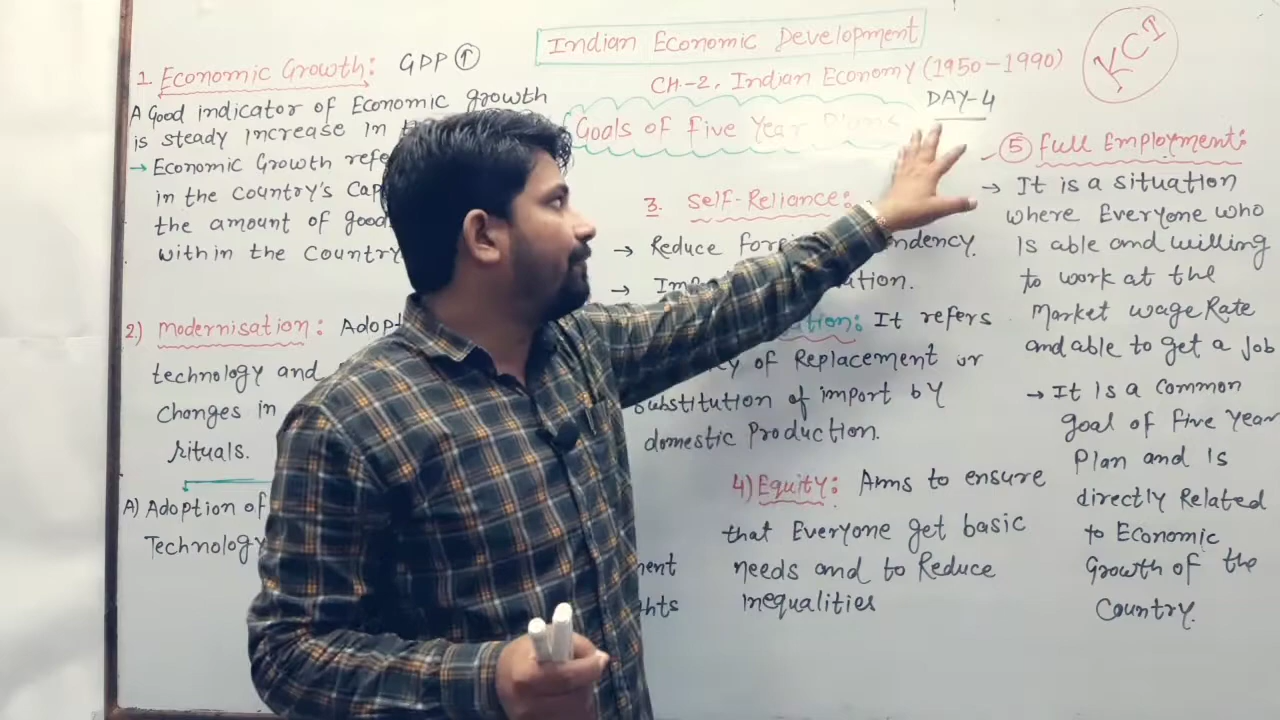 Indian Economic Development
CH-2, Indian Economy (1950-1990)
KCI
DAY-4
Goals of Five Year Plans
1. Economic Growth: GDP ↑
A Good indicator of Economic growth
is steady increase in
→ Economic Growth
in the Country's
the amount of
within the Country
2.) Modernisation:
technology and
Changes in
rituals.
A) Adoption of
Technology
3. Self-Reliance:
→ Reduce
→
It refers
of Replacement or
substitution of import by
domestic Production.
4) Equity: Aims to ensure
that Everyone get basic
needs and to Reduce
inequalities
⑤ Full Employment:
→ It is a situation
where Everyone who
is able and willing
to work at the
Market wage Rate
and able to get a job
→ It is a common
goal of Five Year
Plan and is
directly Related
to Economic
Growth of the
Country.